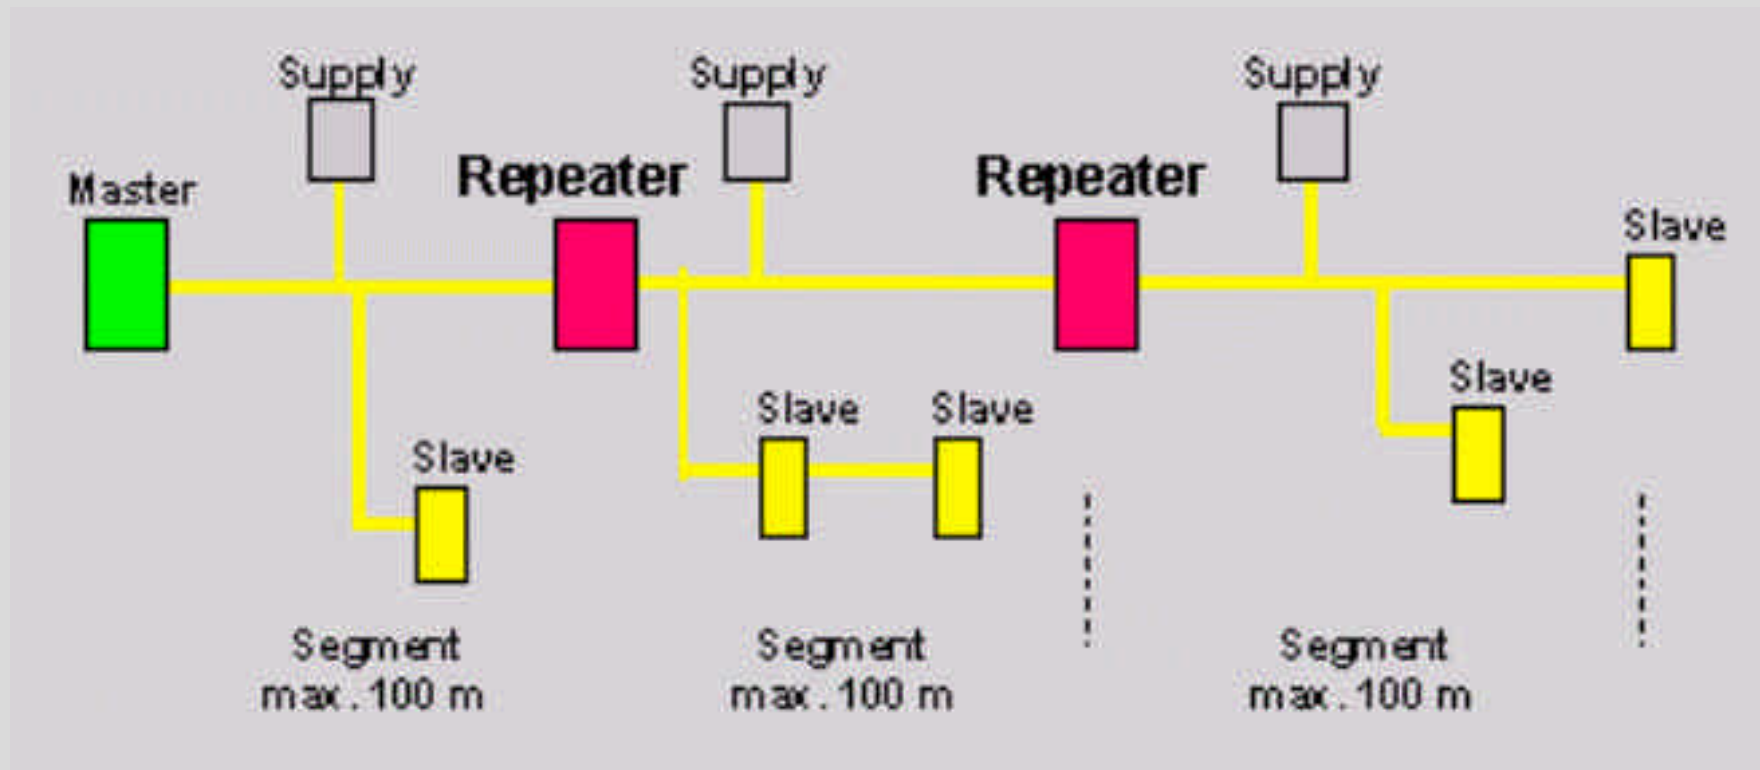 Supply
Supply
Supply
Master
Repeater
Repeater
Slave
Slave
Slave
Slave
Slave
Segment
max. 100 m
Segment
max. 100 m
Segment
max. 100 m